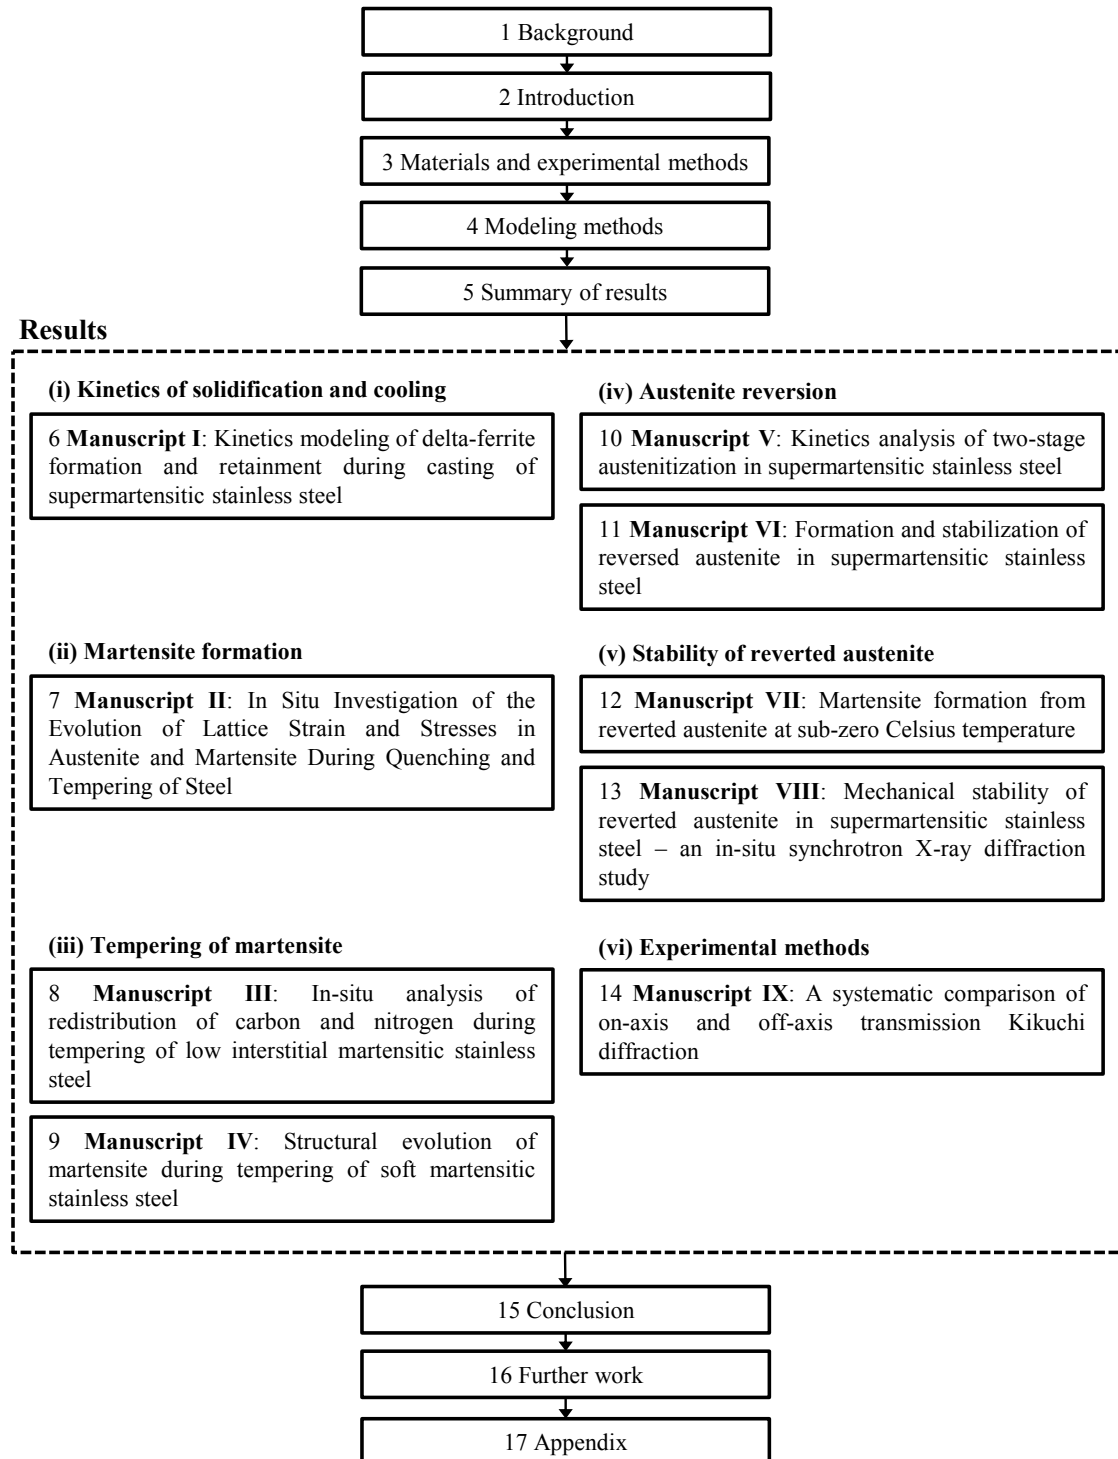 1 Background
2 Introduction
3 Materials and experimental methods
4 Modeling methods
5 Summary of results
Results
(i) Kinetics of solidification and cooling
6 Manuscript I: Kinetics modeling of delta-ferrite
formation and retainment during casting of
supermartensitic stainless steel
(ii) Martensite formation
7 Manuscript II: In Situ Investigation of the
Evolution of Lattice Strain and Stresses in
Austenite and Martensite During Quenching and
Tempering of Steel
(iii) Tempering of martensite
8 Manuscript III: In-situ analysis of
redistribution of carbon and nitrogen during
tempering of low interstitial martensitic stainless
steel
9 Manuscript IV: Structural evolution of
martensite during tempering of soft martensitic
stainless steel
(iv) Austenite reversion
10 Manuscript V: Kinetics analysis of two-stage
austenitization in supermartensitic stainless steel
11 Manuscript VI: Formation and stabilization of
reversed austenite in supermartensitic stainless
steel
(v) Stability of reverted austenite
12 Manuscript VII: Martensite formation from
reverted austenite at sub-zero Celsius temperature
13 Manuscript VIII: Mechanical stability of
reverted austenite in supermartensitic stainless
steel – an in-situ synchrotron X-ray diffraction
study
(vi) Experimental methods
14 Manuscript IX: A systematic comparison of
on-axis and off-axis transmission Kikuchi
diffraction
15 Conclusion
16 Further work
17 Appendix